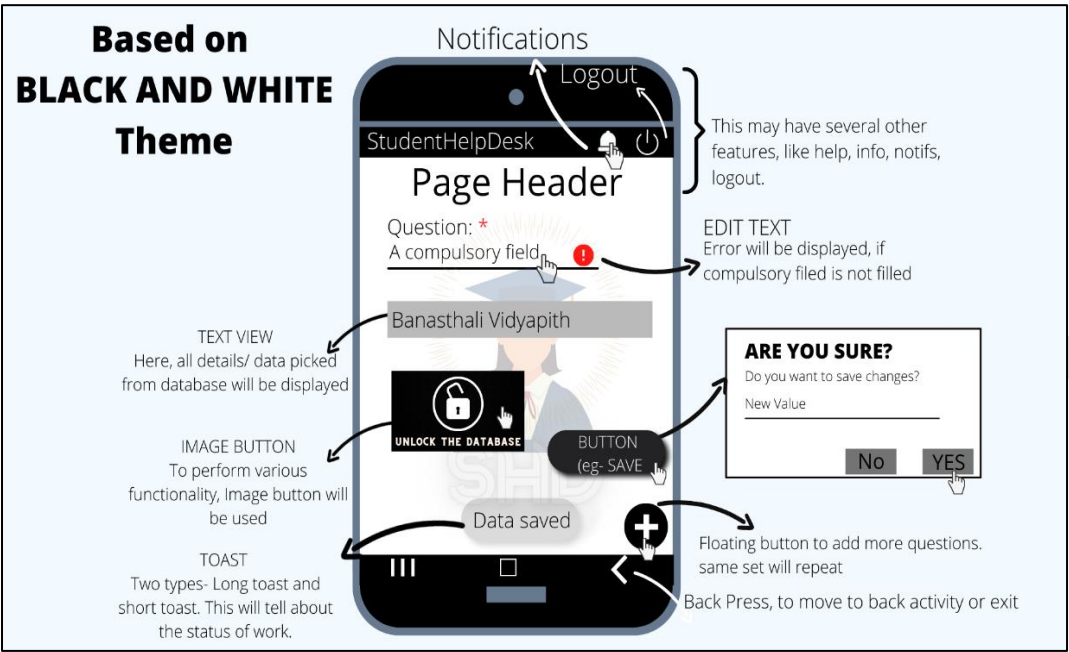 Based on
BLACK AND WHITE
Theme
Notifications
Logout
StudentHelpDesk
This may have several other
features, like help, info, notifs,
logout.
Page Header
Question: *
A compulsory field
!
EDIT TEXT
Error will be displayed, if
compulsory filed is not filled
Banasthali Vidyapith
TEXT VIEW
Here, all details/ data picked
from database will be displayed
UNLOCK THE DATABASE
IMAGE BUTTON
To perform various
functionality, Image button will
be used
BUTTON
(eg- SAVE
ARE YOU SURE?
Do you want to save changes?
New Value
No
YES
SHD
Data saved
TOAST
Two types- Long toast and
short toast. This will tell about
the status of work.
Floating button to add more questions.
same set will repeat
Back Press, to move to back activity or exit